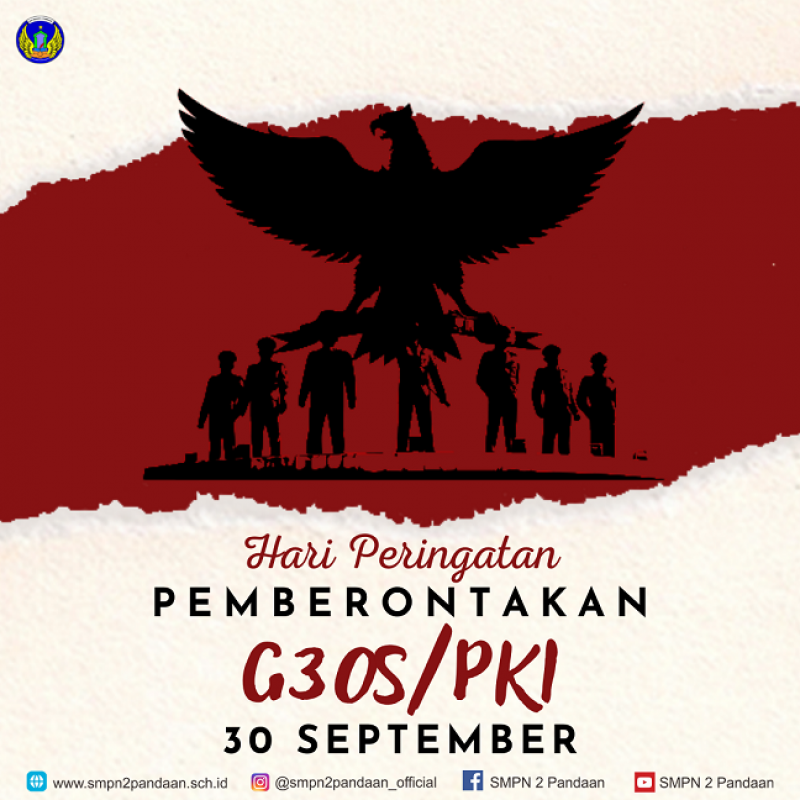 Hari Peringatan
PEMBERONTAKAN
G30S/PKI
30 SEPTEMBER
www.smpn2pandaan.sch.id @smpn2pandaan_official SMPN 2 Pandaan SMPN 2 Pandaan